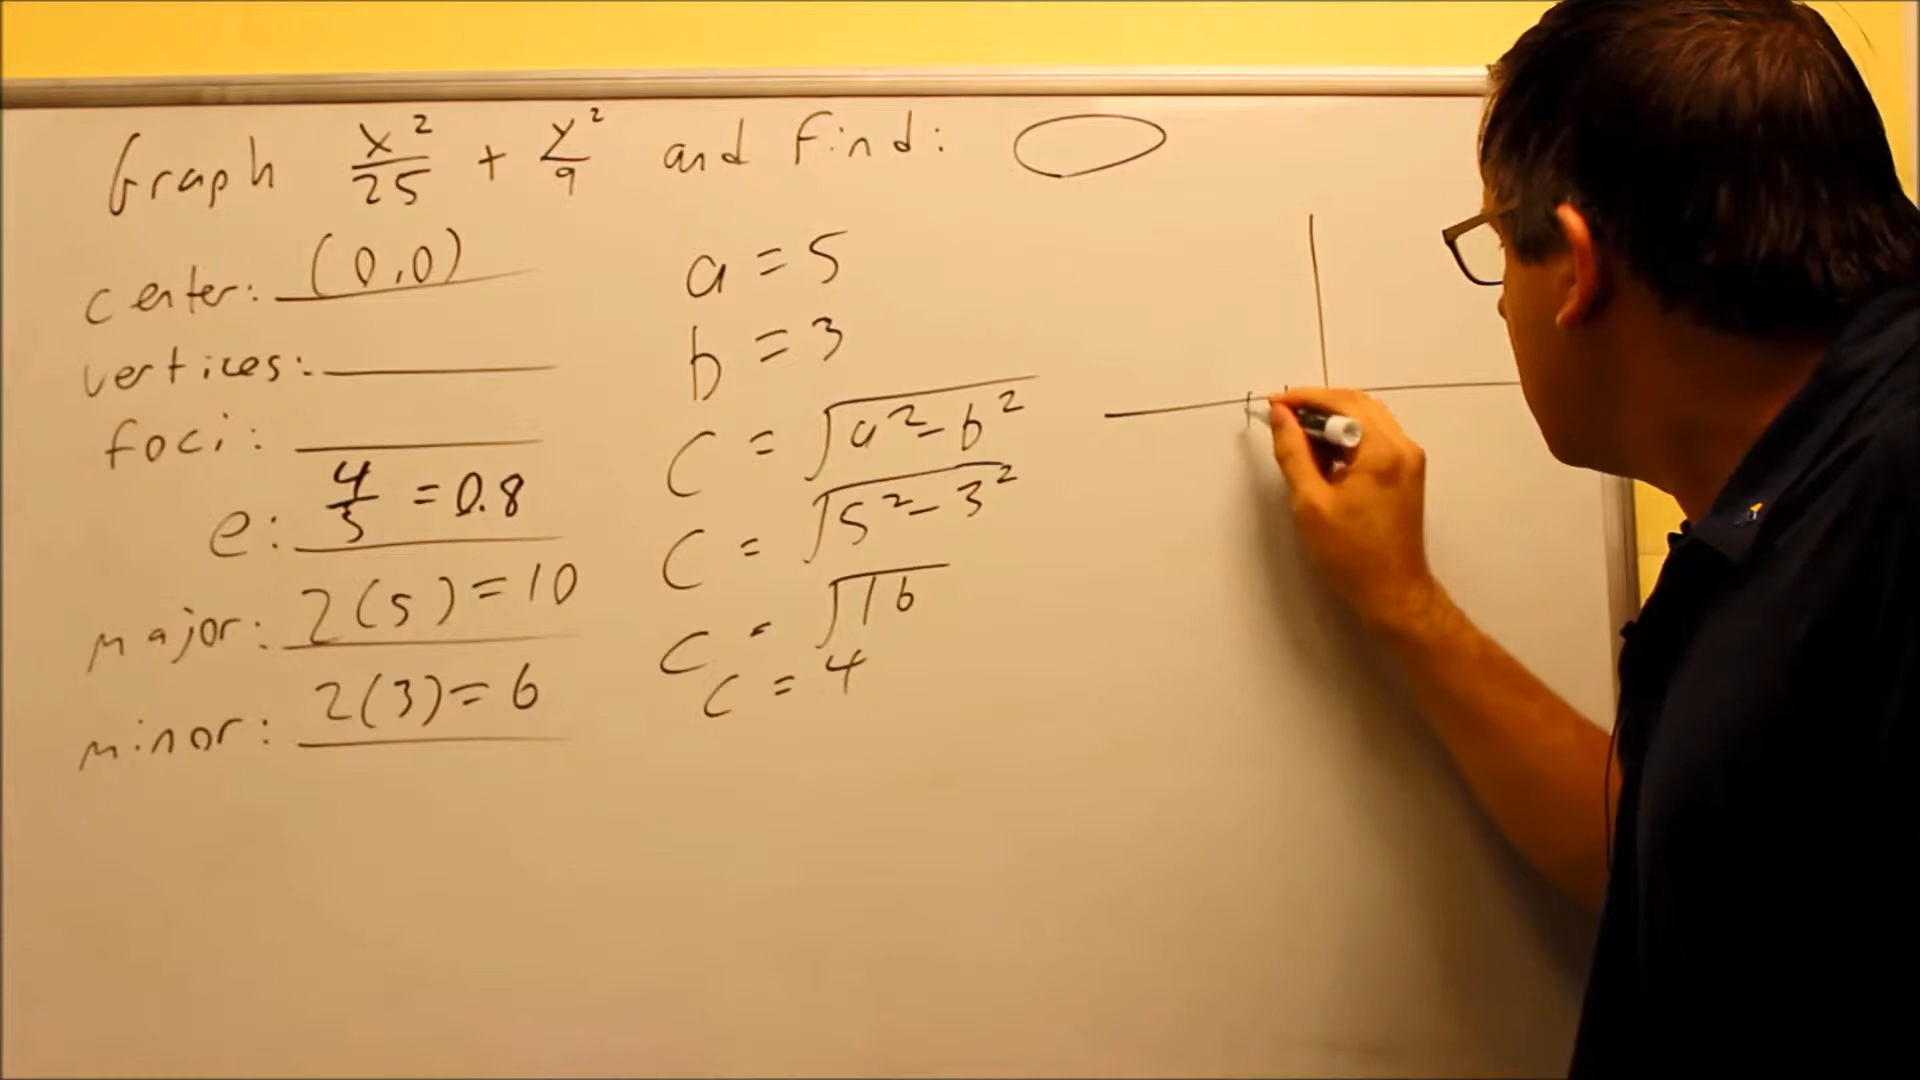 Graph x²/25 + y²/9 and find:
center: (0,0)
vertices:
foci:
e: 4/5 = 0.8
major: 2(5)=10
minor: 2(3)=6
a = 5
b = 3
C = √a²-b²
C = √5²-3²
C = √16
C = 4